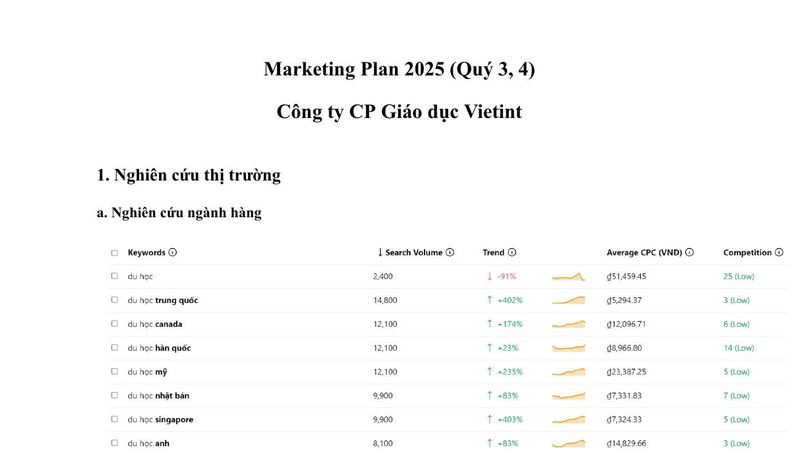 Marketing Plan 2025 (Quý 3, 4)
Công ty CP Giáo dục Vietint
1. Nghiên cứu thị trường
a. Nghiên cứu ngành hàng
Keywords ↓ Search Volume Trend Average CPC (VND) Competition
du học 2,400 ↓ -91% ₫51,459.45 25 (Low)
du học trung quốc 14,800 ↑ +402% ₫5,294.37 3 (Low)
du học canada 12,100 ↑ +174% ₫12,096.71 6 (Low)
du học hàn quốc 12,100 ↑ +23% ₫8,966.80 14 (Low)
du học mỹ 12,100 ↑ +235% ₫23,387.25 5 (Low)
du học nhật bản 9,900 ↑ +83% ₫7,331.83 7 (Low)
du học singapore 9,900 ↑ +403% ₫7,324.33 5 (Low)
du học anh 8,100 ↑ +83% ₫14,829.66 3 (Low)